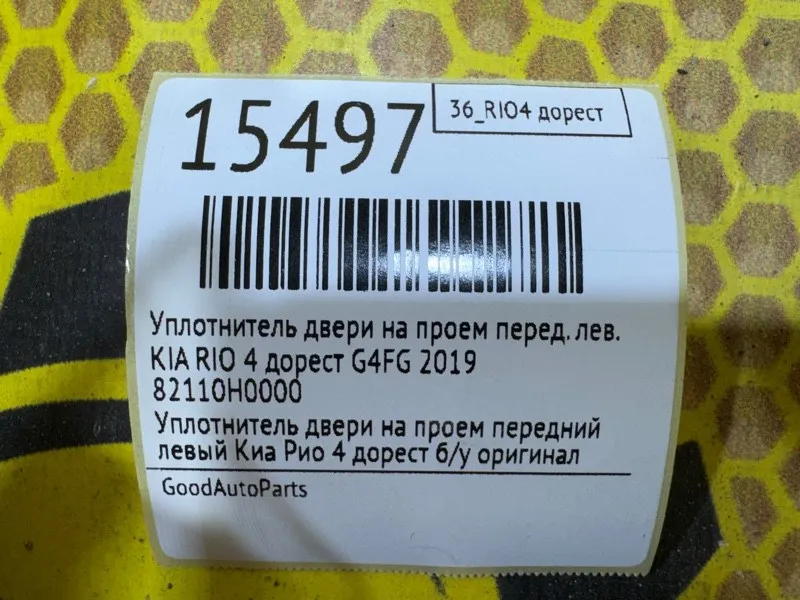 15497
36_RIO4 дорест
Уплотнитель двери на проем перед. лев.
KIA RIO 4 дорест G4FG 2019
82110H0000
Уплотнитель двери на проем передний
левый Киа Рио 4 дорест б/у оригинал
GoodAutoParts